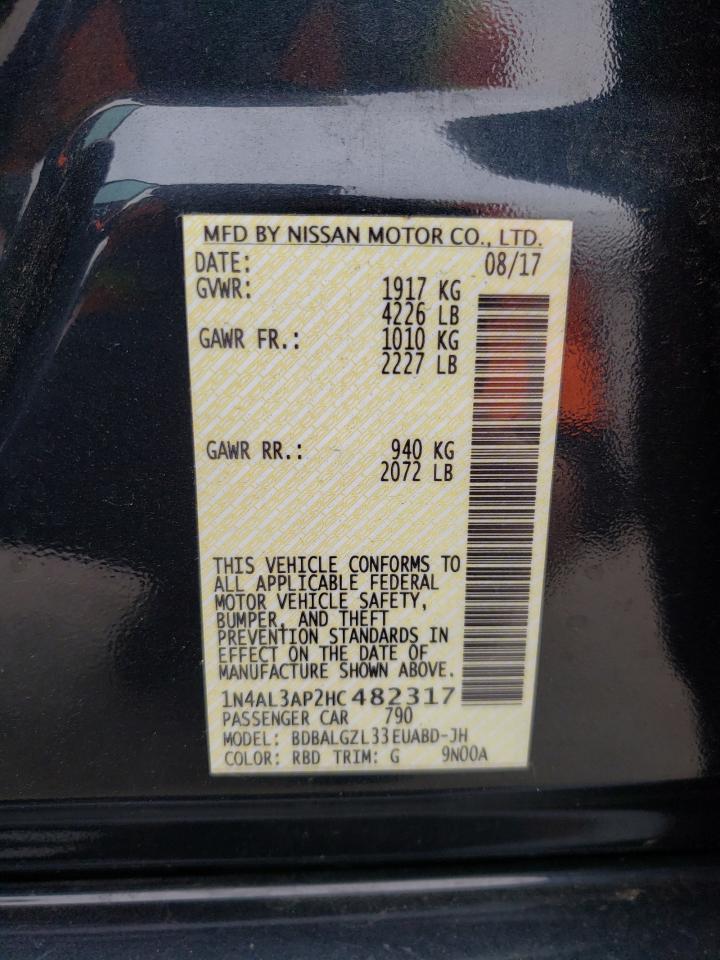 MFD BY NISSAN MOTOR CO., LTD.
DATE: 08/17
GVWR: 1917 KG
4226 LB
GAWR FR.: 1010 KG
2227 LB
GAWR RR.: 940 KG
2072 LB
THIS VEHICLE CONFORMS TO
ALL APPLICABLE FEDERAL
MOTOR VEHICLE SAFETY,
BUMPER, AND THEFT
PREVENTION STANDARDS IN
EFFECT ON THE DATE OF
MANUFACTURE SHOWN ABOVE.
1N4AL3AP2HC482317
PASSENGER CAR 790
MODEL: BDBALGZL33EUABD-JH
COLOR: RBD TRIM: G 9N00A